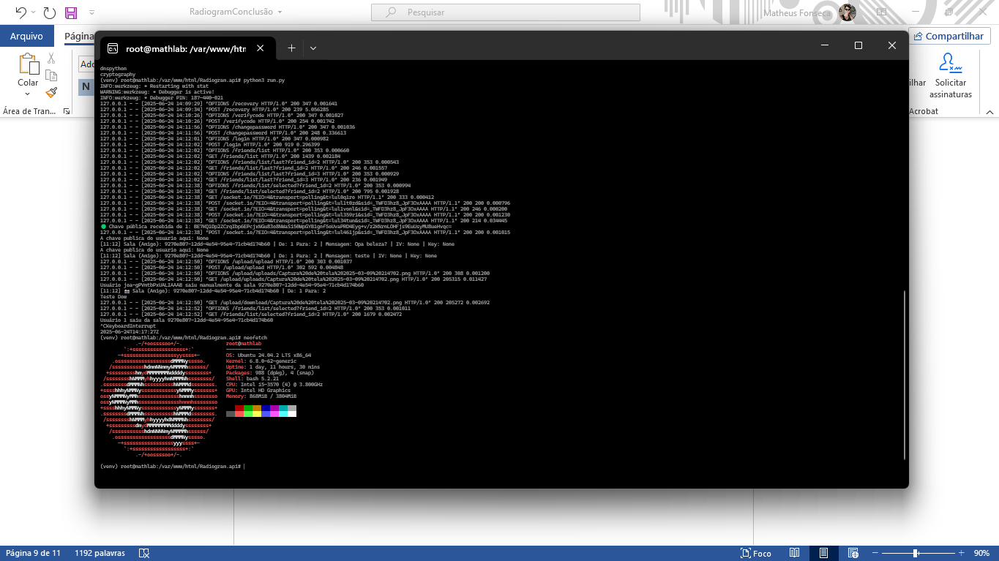 RadiogramConclusão
Pesquisar
Matheus Fonseca
Arquivo
Página
Compartilhar
root@mathlab: /var/www/htn
Colar
Área de Tran...
Add
N
ilhar
Solicitar
assinaturas
Acrobat
dnspython
cryptography
(venv) root@mathlab:/var/www/html/Radiogram.api# python3 run.py
INFO:werkzeug: * Restarting with stat
WARNING:werkzeug: * Debugger is active!
INFO:werkzeug: * Debugger PIN: 187-440-021
127.0.0.1 - - [2025-06-24 14:09:29] "OPTIONS /recovery HTTP/1.0" 200 347 0.001641
127.0.0.1 - - [2025-06-24 14:09:34] "POST /recovery HTTP/1.0" 200 239 5.056285
127.0.0.1 - - [2025-06-24 14:10:26] "OPTIONS /verifycode HTTP/1.0" 200 347 0.001027
127.0.0.1 - - [2025-06-24 14:10:26] "POST /verifycode HTTP/1.0" 200 254 0.001742
127.0.0.1 - - [2025-06-24 14:11:56] "OPTIONS /changepassword HTTP/1.0" 200 347 0.001036
127.0.0.1 - - [2025-06-24 14:11:56] "POST /changepassword HTTP/1.0" 200 248 0.336613
127.0.0.1 - - [2025-06-24 14:12:01] "OPTIONS /login HTTP/1.0" 200 347 0.000982
127.0.0.1 - - [2025-06-24 14:12:02] "POST /login HTTP/1.0" 200 919 0.296399
127.0.0.1 - - [2025-06-24 14:12:02] "OPTIONS /friends/list HTTP/1.0" 200 353 0.000660
127.0.0.1 - - [2025-06-24 14:12:02] "GET /friends/list HTTP/1.0" 200 1439 0.002184
127.0.0.1 - - [2025-06-24 14:12:02] "OPTIONS /friends/list/last?friend_id=2 HTTP/1.0" 200 353 0.000543
127.0.0.1 - - [2025-06-24 14:12:02] "GET /friends/list/last?friend_id=2 HTTP/1.0" 200 246 0.001557
127.0.0.1 - - [2025-06-24 14:12:02] "OPTIONS /friends/list/last?friend_id=3 HTTP/1.0" 200 353 0.000929
127.0.0.1 - - [2025-06-24 14:12:02] "GET /friends/list/last?friend_id=3 HTTP/1.0" 200 236 0.001949
127.0.0.1 - - [2025-06-24 14:12:38] "OPTIONS /friends/list/selected?friend_id=2 HTTP/1.0" 200 353 0.000994
127.0.0.1 - - [2025-06-24 14:12:38] "GET /friends/list/selected?friend_id=2 HTTP/1.0" 200 795 0.001928
127.0.0.1 - - [2025-06-24 14:12:38] "GET /socket.io/?EIO=4&transport=polling&t=lul0q1ro HTTP/1.1" 200 333 0.000412
127.0.0.1 - - [2025-06-24 14:12:38] "POST /socket.io/?EIO=4&transport=polling&t=lul1t0zd&sid=_TWFD3hz8_JpF3OxAAAA HTTP/1.1" 200 200 0.000796
127.0.0.1 - - [2025-06-24 14:12:38] "GET /socket.io/?EIO=4&transport=polling&t=lul1vonl&sid=_TWFD3hz8_JpF3OxAAAA HTTP/1.1" 200 246 0.000200
127.0.0.1 - - [2025-06-24 14:12:38] "POST /socket.io/?EIO=4&transport=polling&t=lul359ri&sid=_TWFD3hz8_JpF3OxAAAA HTTP/1.1" 200 200 0.001230
127.0.0.1 - - [2025-06-24 14:12:38] "GET /socket.io/?EIO=4&transport=polling&t=lul34tun&sid=_TWFD3hz8_JpF3OxAAAA HTTP/1.1" 200 214 0.034445
Chave pública recebida de 1:
127.0.0.1 - - [2025-06-24 14:12:38] "POST /socket.io/?EIO=4&transport=polling&t=lul461jp&sid=_TWFD3hz8_JpF3OxAAAA HTTP/1.1" 200 200 0.001015
A chave publica do usuario aqui: None
[11:12] Sala (Amigo): 9270e807-12dd-4e54-95e4-71cb4d174b60 | De: 1 Para: 2 | Mensagem: Opa beleza? | IV: None | Key: None
A chave publica do usuario aqui: None
[11:12] Sala (Amigo): 9270e807-12dd-4e54-95e4-71cb4d174b60 | De: 1 Para: 2 | Mensagem: teste | IV: None | Key: None
127.0.0.1 - - [2025-06-24 14:12:50] "OPTIONS /upload/upload HTTP/1.0" 200 303 0.001037
127.0.0.1 - - [2025-06-24 14:12:50] "POST /upload/upload HTTP/1.0" 302 592 0.004848
127.0.0.1 - - [2025-06-24 14:12:50] "OPTIONS /upload/uploads/Captura%20de%20tela%202025-03-09%20214702.png HTTP/1.0" 200 308 0.001200
127.0.0.1 - - [2025-06-24 14:12:50] "GET /upload/uploads/Captura%20de%20tela%202025-03-09%20214702.png HTTP/1.0" 200 205315 0.011427
Usuário joa-gPVntbPxUALIAAAB saiu manualmente da sala 9270e807-12dd-4e54-95e4-71cb4d174b60
[11:12] Sala (Amigo): 9270e807-12dd-4e54-95e4-71cb4d174b60 | De: 1 Para: 2
Teste Dow
127.0.0.1 - - [2025-06-24 14:12:50] "GET /upload/download/Captura%20de%20tela%202025-03-09%20214702.png HTTP/1.0" 200 205272 0.002692
127.0.0.1 - - [2025-06-24 14:12:52] "OPTIONS /friends/list/selected?friend_id=2 HTTP/1.0" 200 353 0.001011
127.0.0.1 - - [2025-06-24 14:12:52] "GET /friends/list/selected?friend_id=2 HTTP/1.0" 200 1679 0.002472
Usuário 1 saiu da sala 9270e807-12dd-4e54-95e4-71cb4d174b60
^CKeyboardInterrupt
2025-06-24T14:17:27Z
(venv) root@mathlab:/var/www/html/Radiogram.api# neofetch
root@mathlab
------------
OS: Ubuntu 24.04.2 LTS x86_64
Kernel: 6.8.0-62-generic
Uptime: 1 day, 11 hours, 30 mins
Packages: 988 (dpkg), 4 (snap)
Shell: bash 5.2.21
CPU: Intel i5-3570 (4) @ 3.800GHz
GPU: Intel HD Graphics
Memory: 868MiB / 3804MiB
(venv) root@mathlab:/var/www/html/Radiogram.api#
Página 9 de 11
1192 palavras
Foco
90%